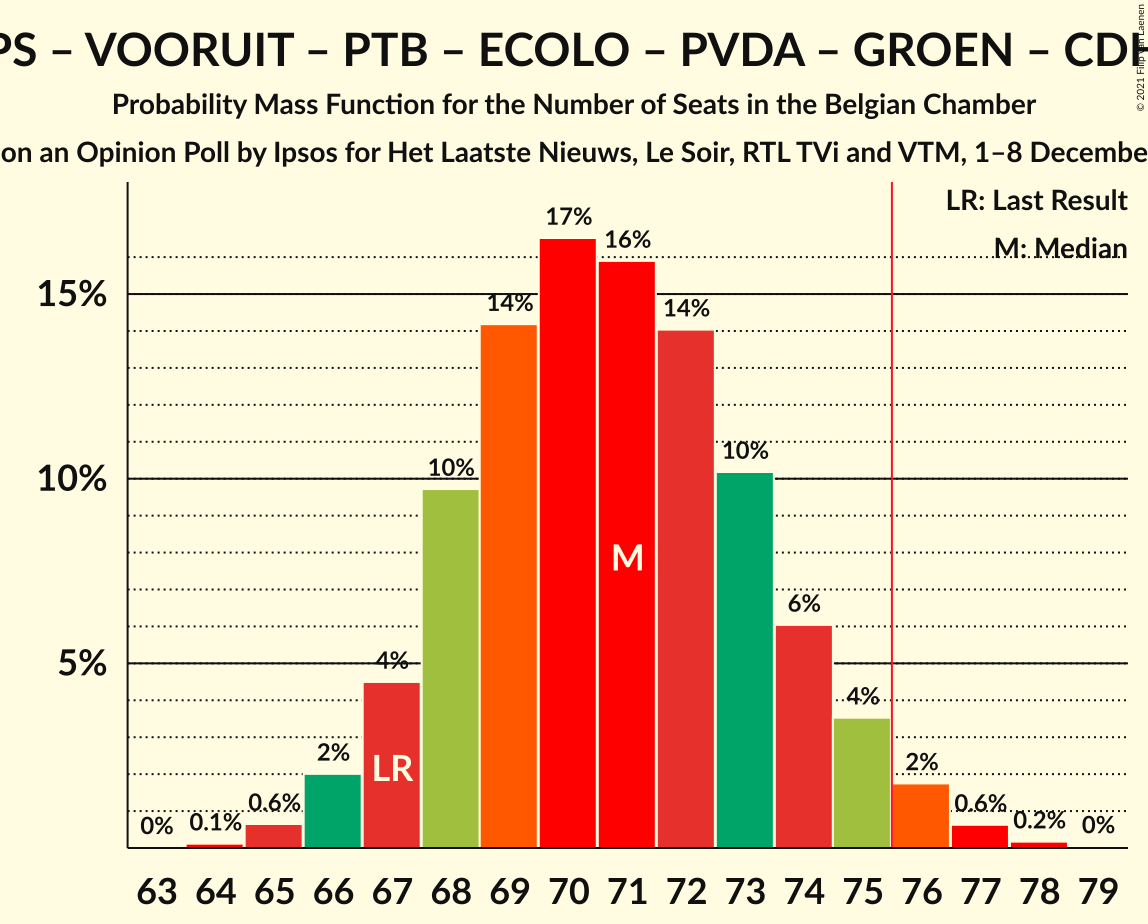 PS – VOORUIT – PTB – ECOLO – PVDA – GROEN –
Probability Mass Function for the Number of Seats in the Belgian Chamber
on an Opinion Poll by Ipsos for Het Laatste Nieuws, Le Soir, RTL TVi and VTM, 1–8
© 2021 Filip van Laenen
LR: Last Result
M: Median
17%
16%
15%
14%
14%
10%
10%
10%
M
6%
5%
4%
4%
LR
2%
2%
0.6%
0.6%
0%
0.1%
0.2%
0%
63 64 65 66 67 68 69 70 71 72 73 74 75 76 77 78 79